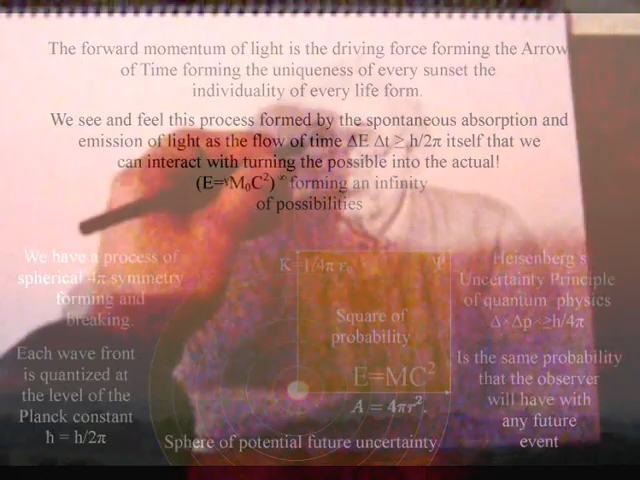 The forward momentum of light is the driving force forming the Arrow
of Time forming the uniqueness of every sunset the
individuality of every life form.
We see and feel this process formed by the spontaneous absorption and
emission of light as the flow of time ΔE Δt ≥ h/2π itself that we
can interact with turning the possible into the actual!
(E=ᵞM₀C²)∞ forming an infinity
of possibilities
We have a process of
spherical 4π symmetry
forming and
breaking.
Each wave front
is quantized at
the level of the
Planck constant
ħ = h/2π
K=1/4π r₀
Square of
probability
E=MC²
A = 4πr².
Sphere of potential future uncertainty
Heisenberg's
Uncertainty Principle
of quantum physics
Δ×Δp×≥h/4π
Is the same probability
that the observer
will have with
any future
event